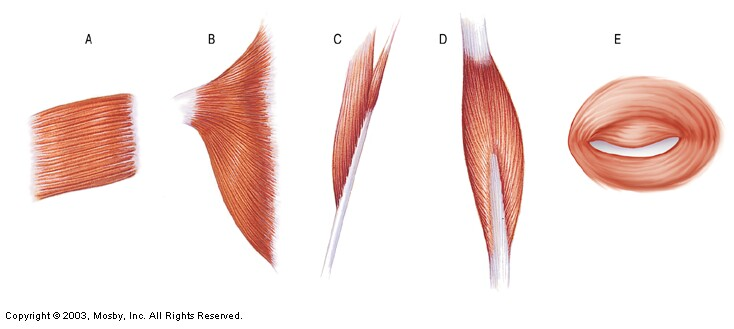 A B C D E
Copyright © 2003, Mosby, Inc. All Rights Reserved.